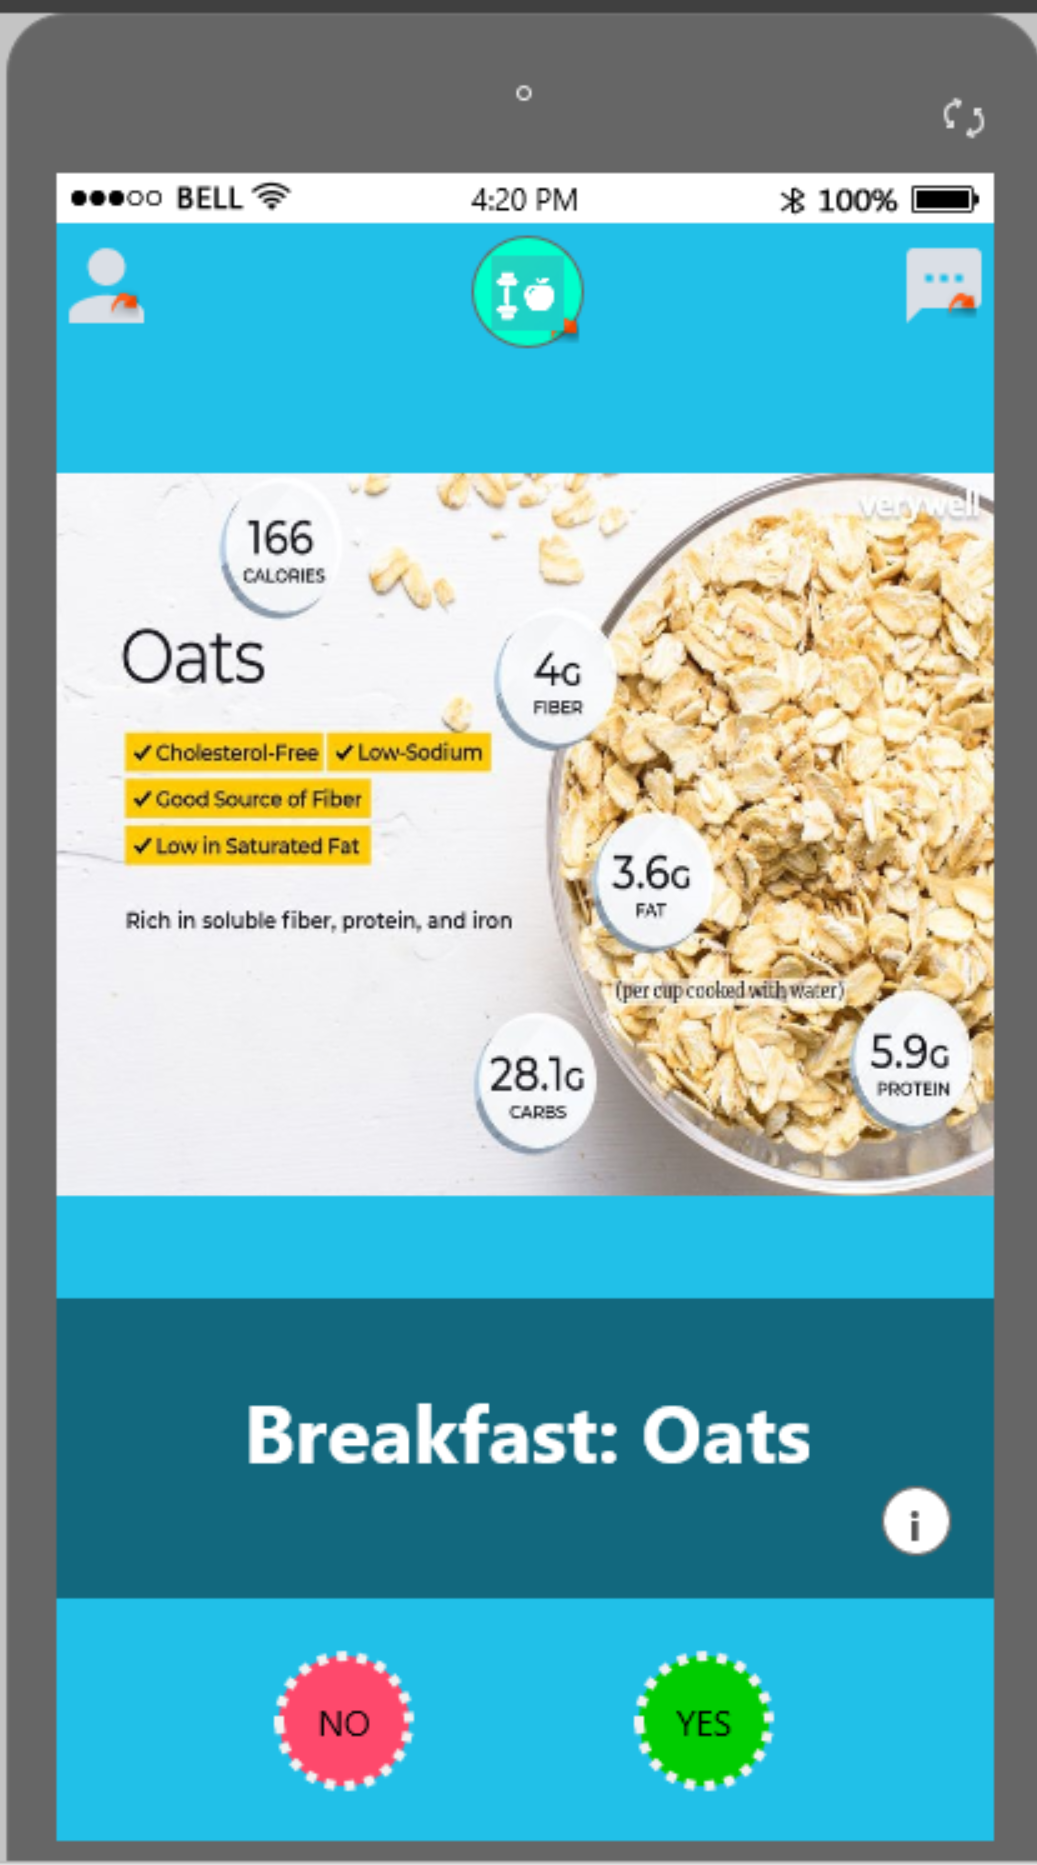 BELL 4:20 PM 100%
verywell
166
CALORIES
Oats
4G
FIBER
✓ Cholesterol-Free ✓ Low-Sodium
✓ Good Source of Fiber
✓ Low in Saturated Fat
3.6G
FAT
Rich in soluble fiber, protein, and iron
(per cup cooked with water)
28.1G
CARBS
5.9G
PROTEIN
Breakfast: Oats
i
NO YES